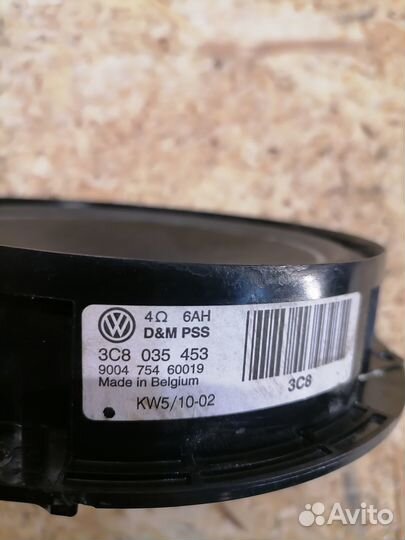 4Ω 6AH
D&M PSS
3C8 035 453
9004 754 60019
Made in Belgium
KW5/10-02
3C8
Avito